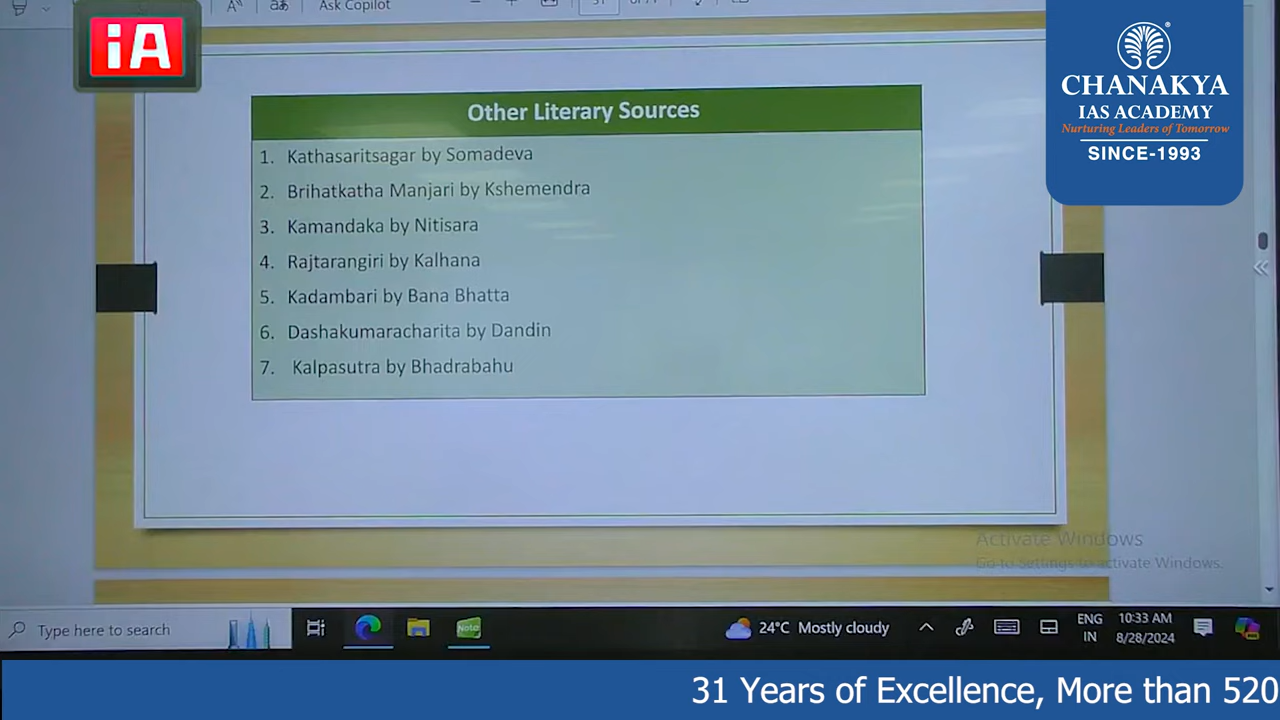 Ask Copilot
iA
CHANAKYA
IAS ACADEMY
Nurturing Leaders of Tomorrow
SINCE-1993
Other Literary Sources
1. Kathasaritsagar by Somadeva
2. Brihatkatha Manjari by Kshemendra
3. Kamandaka by Nitisara
4. Rajtarangiri by Kalhana
5. Kadambari by Bana Bhatta
6. Dashakumaracharita by Dandin
7. Kalpasutra by Bhadrabahu
Activate Windows
Go to Settings to activate Windows.
Type here to search
Note
24°C Mostly cloudy
ENG
IN
10:33 AM
8/28/2024
31 Years of Excellence, More than 520